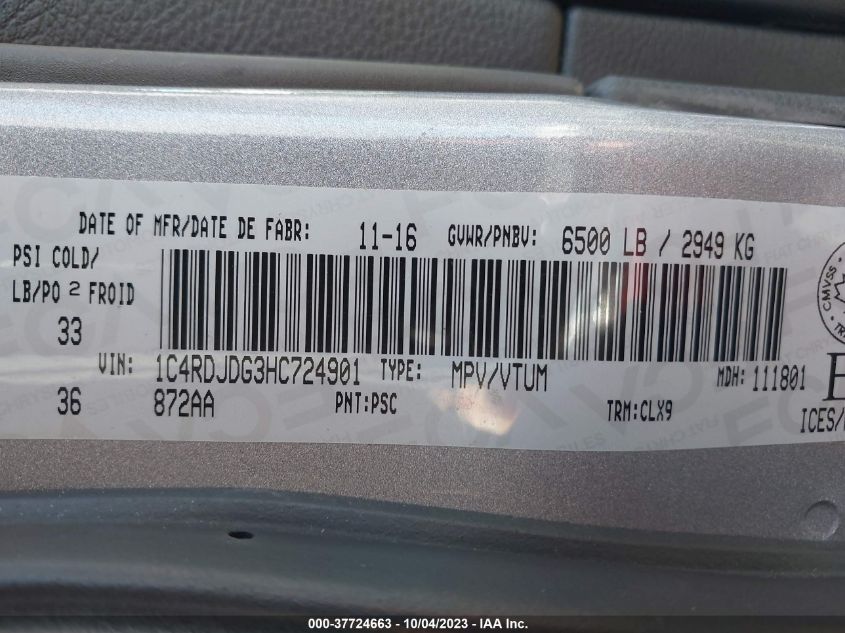 DATE OF MFR/DATE DE FABR: 11-16 GVWR/PNBV: 6500 LB / 2949 KG
PSI COLD/
LB/PO 2 FROID
33
VIN: 1C4RDJDG3HC724901 TYPE: MPV/VTUM MDH: 111801
36 872AA PNT:PSC TRM:CLX9
ICES/
CMVSS
000-37724663 - 10/04/2023 - IAA Inc.